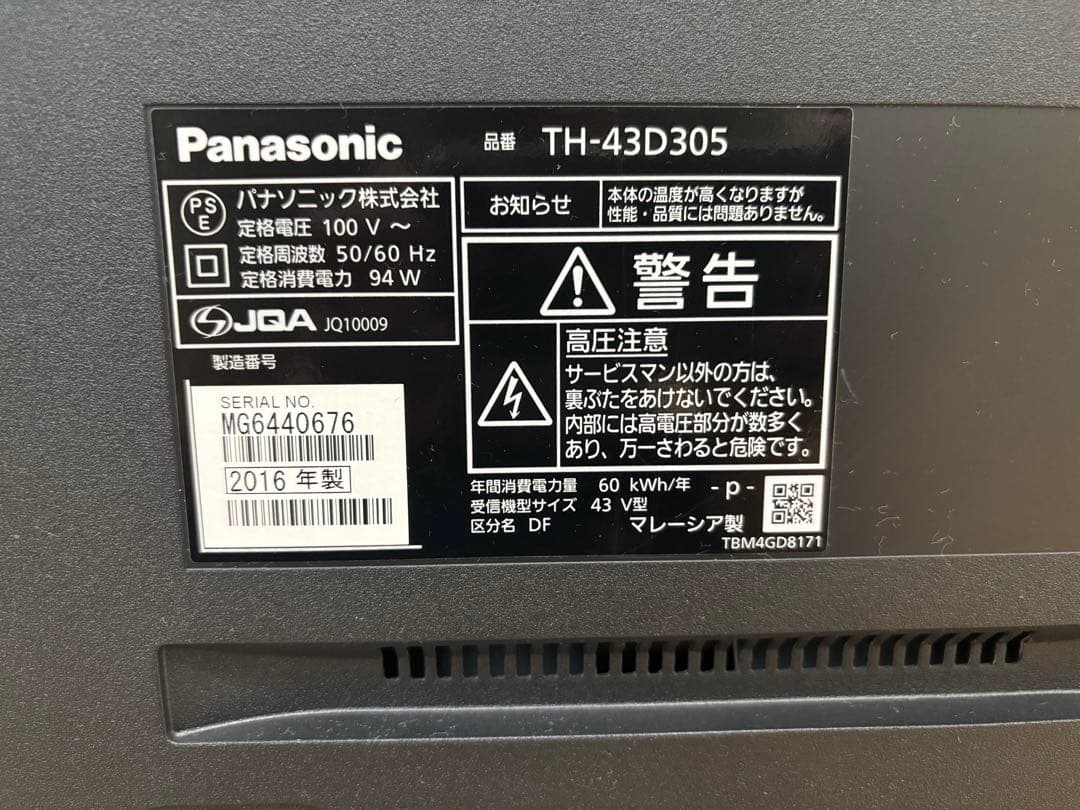 Panasonic
品番 TH-43D305
PS
E
パナソニック株式会社
定格電圧 100 V ～
定格周波数 50/60 Hz
定格消費電力 94 W
JQA JQ10009
製造番号
SERIAL NO.
MG6440676
2016 年製
お知らせ
本体の温度が高くなりますが
性能・品質には問題ありません。
警告
高圧注意
サービスマン以外の方は、
裏ぶたをあけないでください。
内部には高電圧部分が数多く
あり、万一さわると危険です。
年間消費電力量 60 kWh/年 - p -
受信機型サイズ 43 V型
区分名 DF マレーシア製
TBM4GD8171